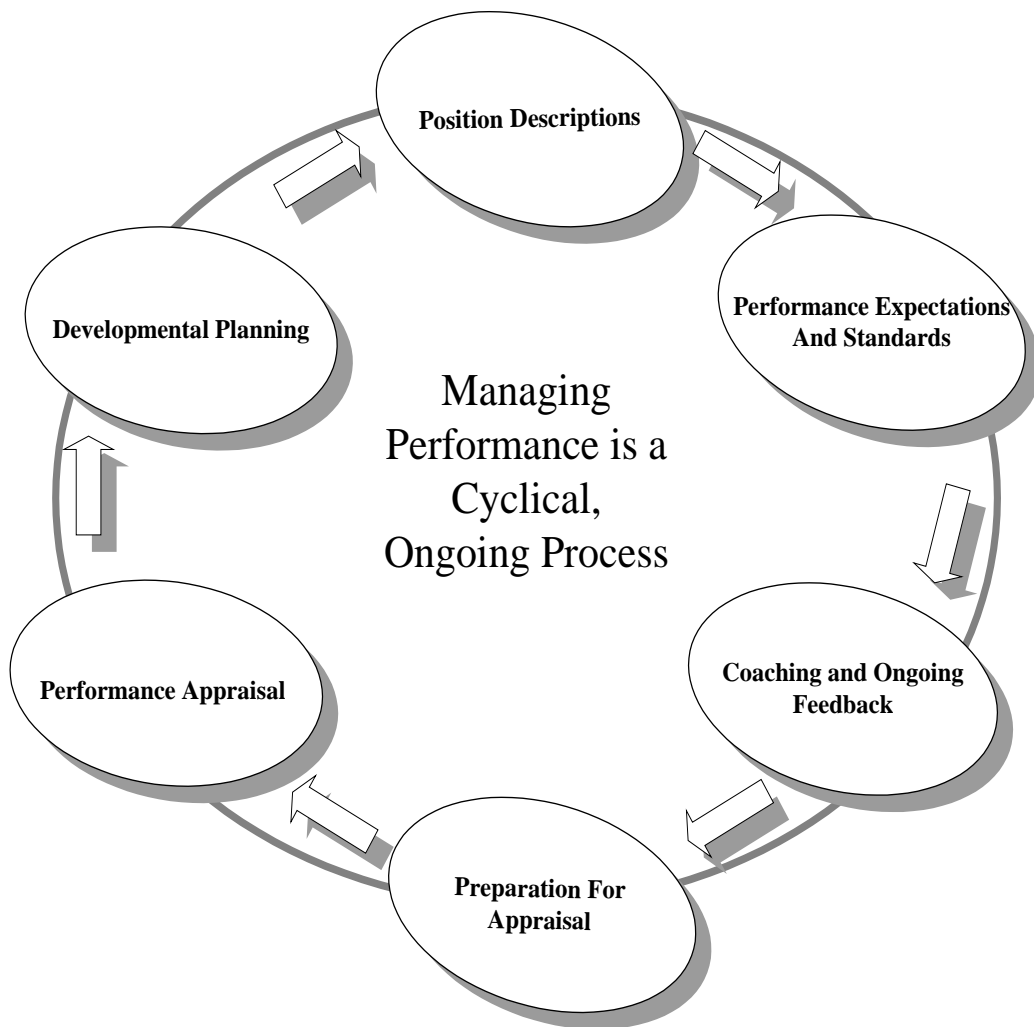 Position Descriptions
Performance Expectations
And Standards
Coaching and Ongoing
Feedback
Preparation For
Appraisal
Performance Appraisal
Developmental Planning
Managing
Performance is a
Cyclical,
Ongoing Process